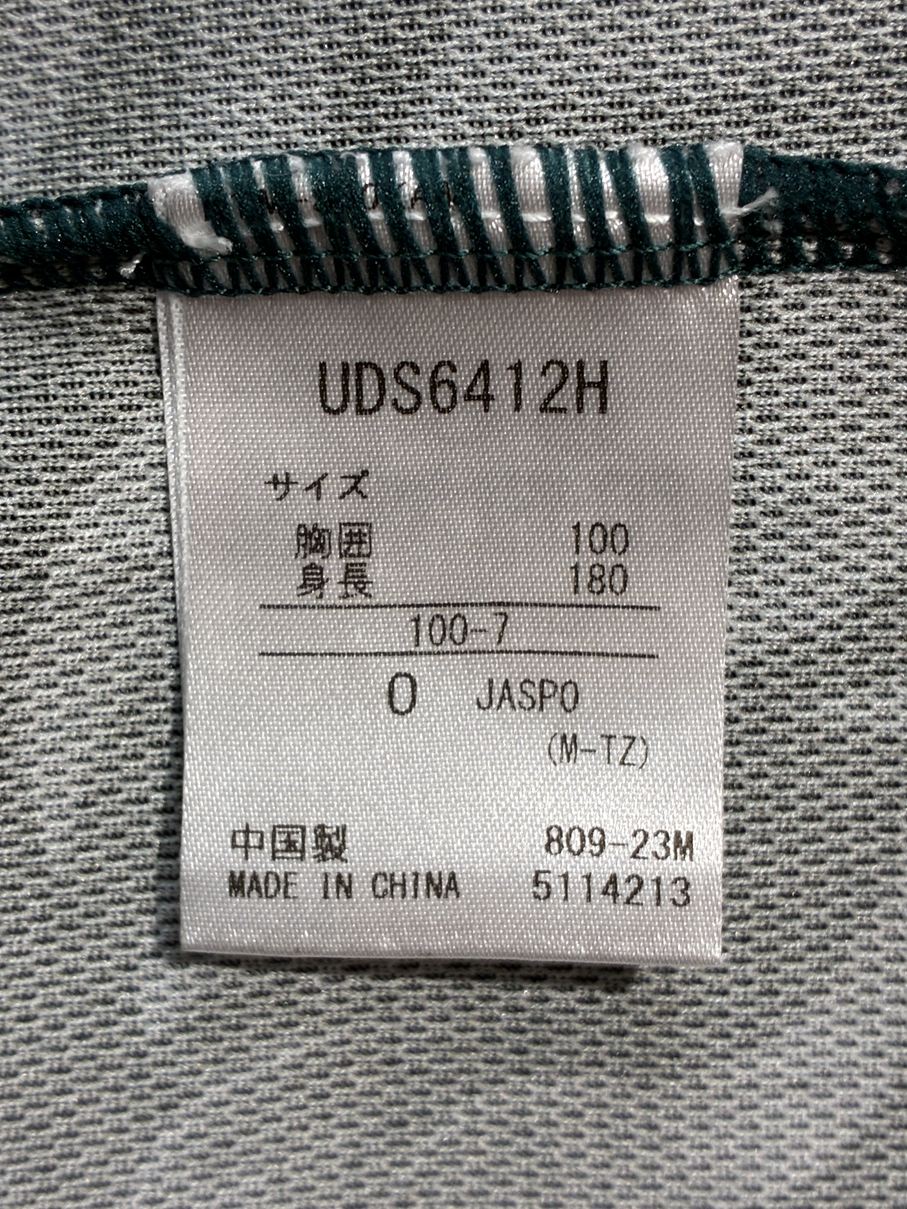 UDS6412H
サイズ
胸囲 100
身長 180
100-7
O JASPO
(M-TZ)
中国製 809-23M
MADE IN CHINA 5114213